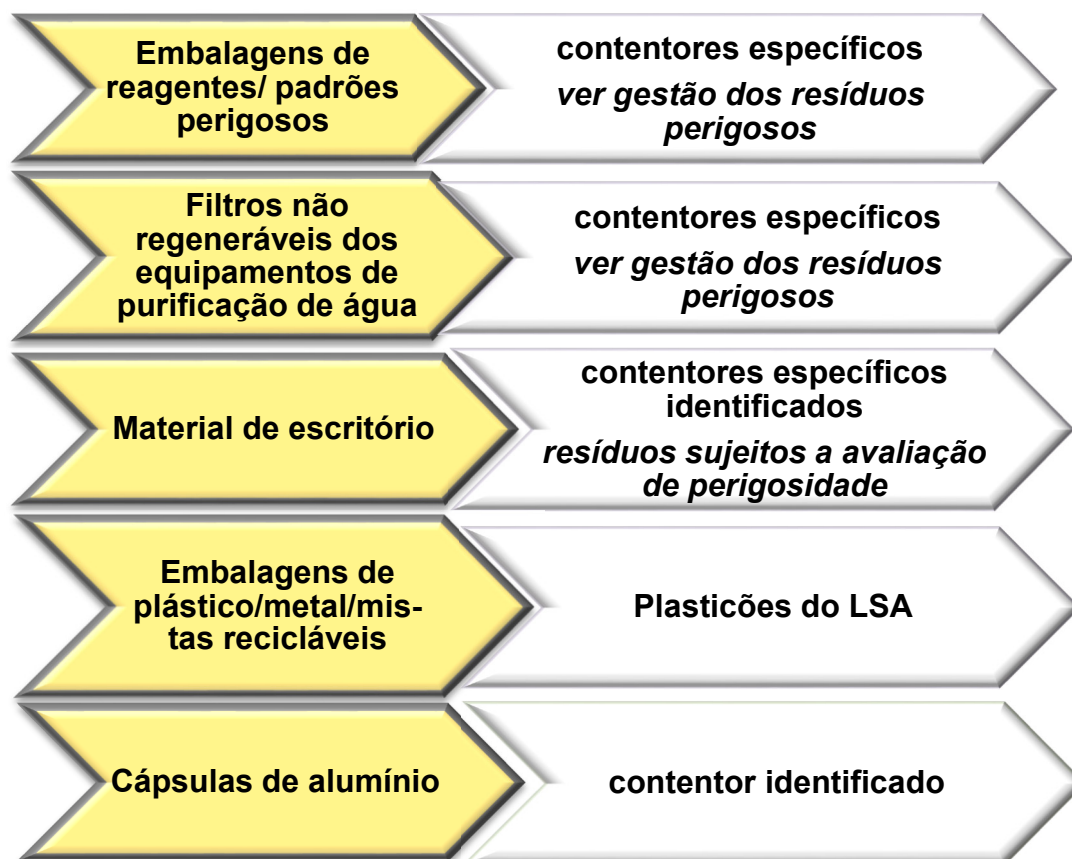 Embalagens de
reagentes/ padrões
perigosos
contentores específicos
ver gestão dos resíduos
perigosos
Filtros não
regeneráveis dos
equipamentos de
purificação de água
contentores específicos
ver gestão dos resíduos
perigosos
Material de escritório
contentores específicos
identificados
resíduos sujeitos a avaliação
de perigosidade
Embalagens de
plástico/metal/mis-
tas recicláveis
Plasticões do LSA
Cápsulas de alumínio
contentor identificado